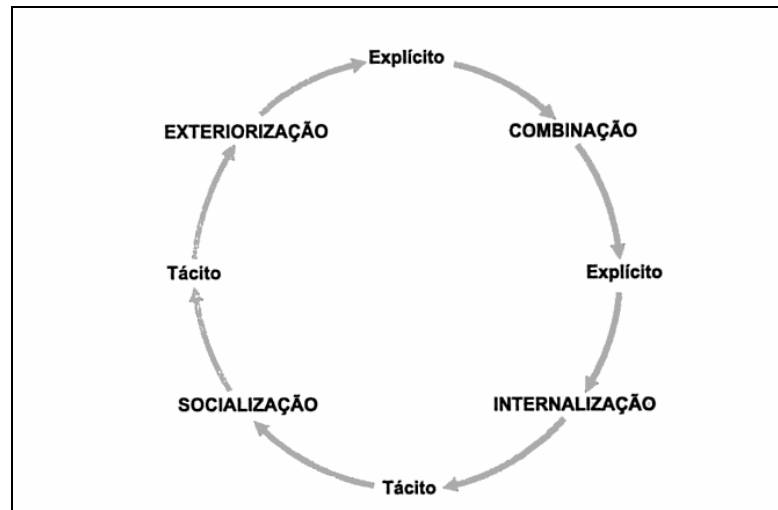 Explícito
EXTERIORIZAÇÃO
COMBINAÇÃO
Tácito
Explícito
SOCIALIZAÇÃO
INTERNALIZAÇÃO
Tácito